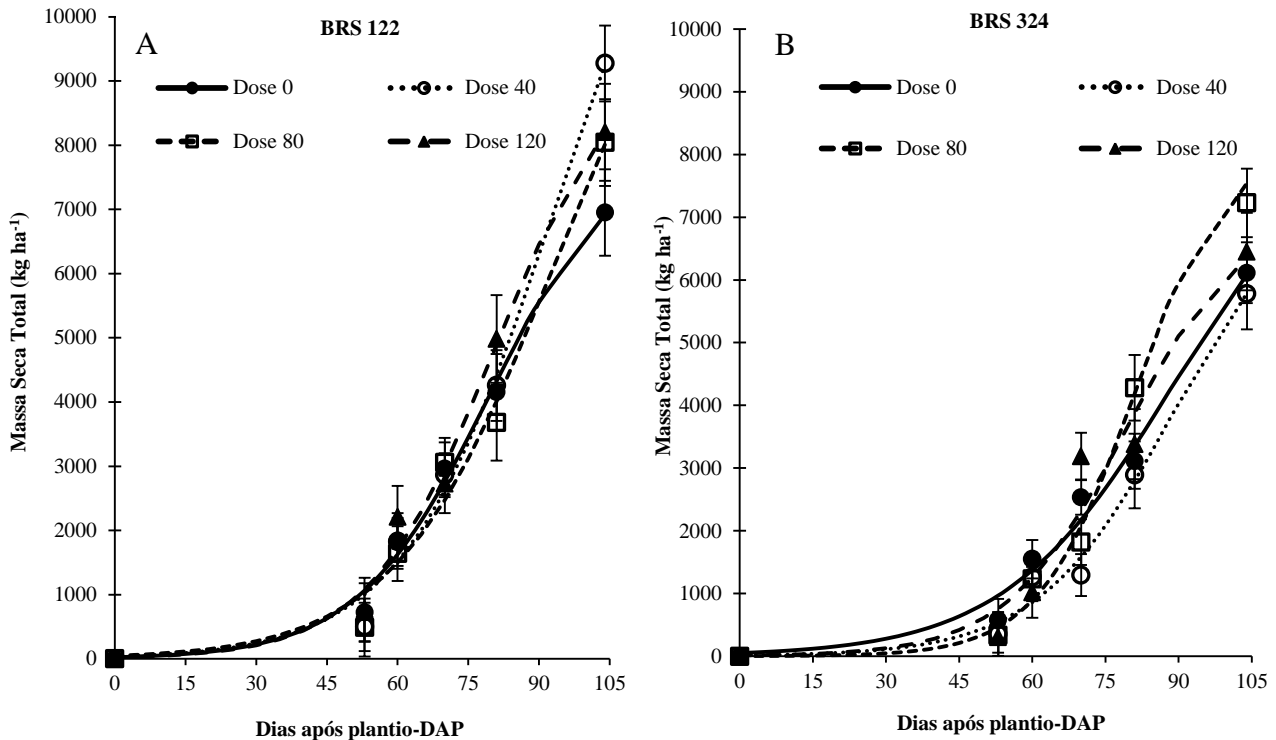 BRS 122
A
Dose 0
Dose 40
Dose 80
Dose 120
10000
9000
8000
7000
6000
5000
4000
3000
2000
1000
0
Massa Seca Total (kg ha⁻¹)
0 15 30 45 60 75 90 105
Dias após plantio-DAP
BRS 324
B
Dose 0
Dose 40
Dose 80
Dose 120
10000
9000
8000
7000
6000
5000
4000
3000
2000
1000
0
Massa Seca Total (kg ha⁻¹)
0 15 30 45 60 75 90 105
Dias após plantio-DAP